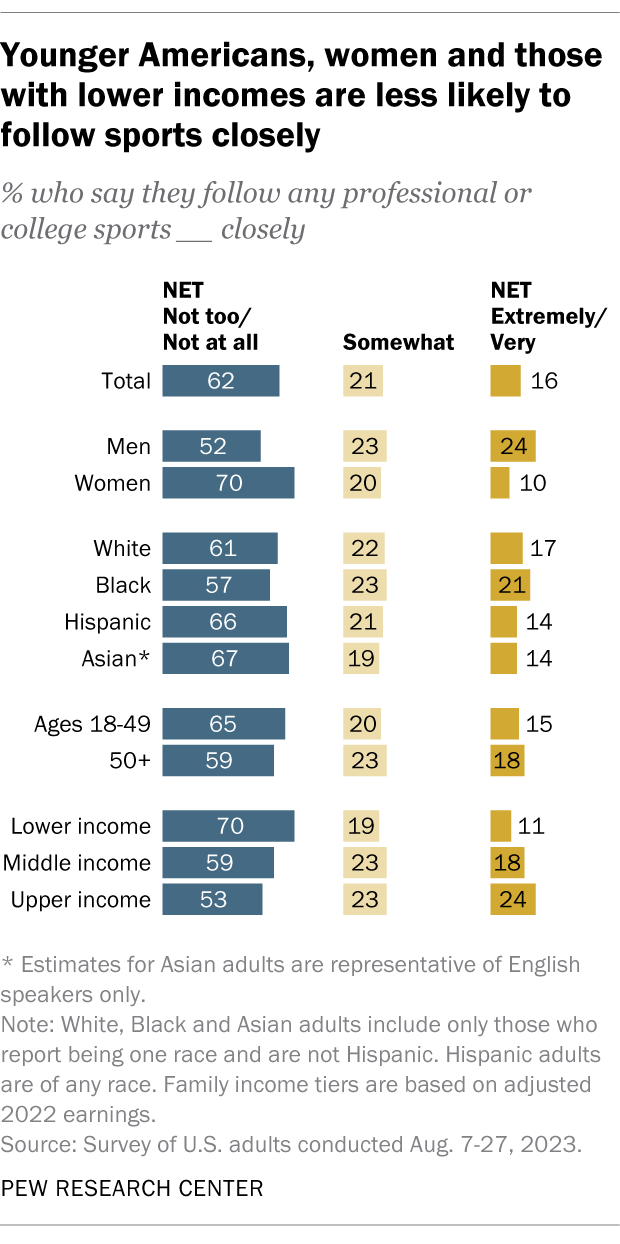 Younger Americans, women and those
with lower incomes are less likely to
follow sports closely
% who say they follow any professional or
college sports __ closely
NET
Not too/
Not at all
Somewhat
NET
Extremely/
Very
Total 62 21 16
Men 52 23 24
Women 70 20 10
White 61 22 17
Black 57 23 21
Hispanic 66 21 14
Asian* 67 19 14
Ages 18-49 65 20 15
50+ 59 23 18
Lower income 70 19 11
Middle income 59 23 18
Upper income 53 23 24
* Estimates for Asian adults are representative of English
speakers only.
Note: White, Black and Asian adults include only those who
report being one race and are not Hispanic. Hispanic adults
are of any race. Family income tiers are based on adjusted
2022 earnings.
Source: Survey of U.S. adults conducted Aug. 7-27, 2023.
PEW RESEARCH CENTER